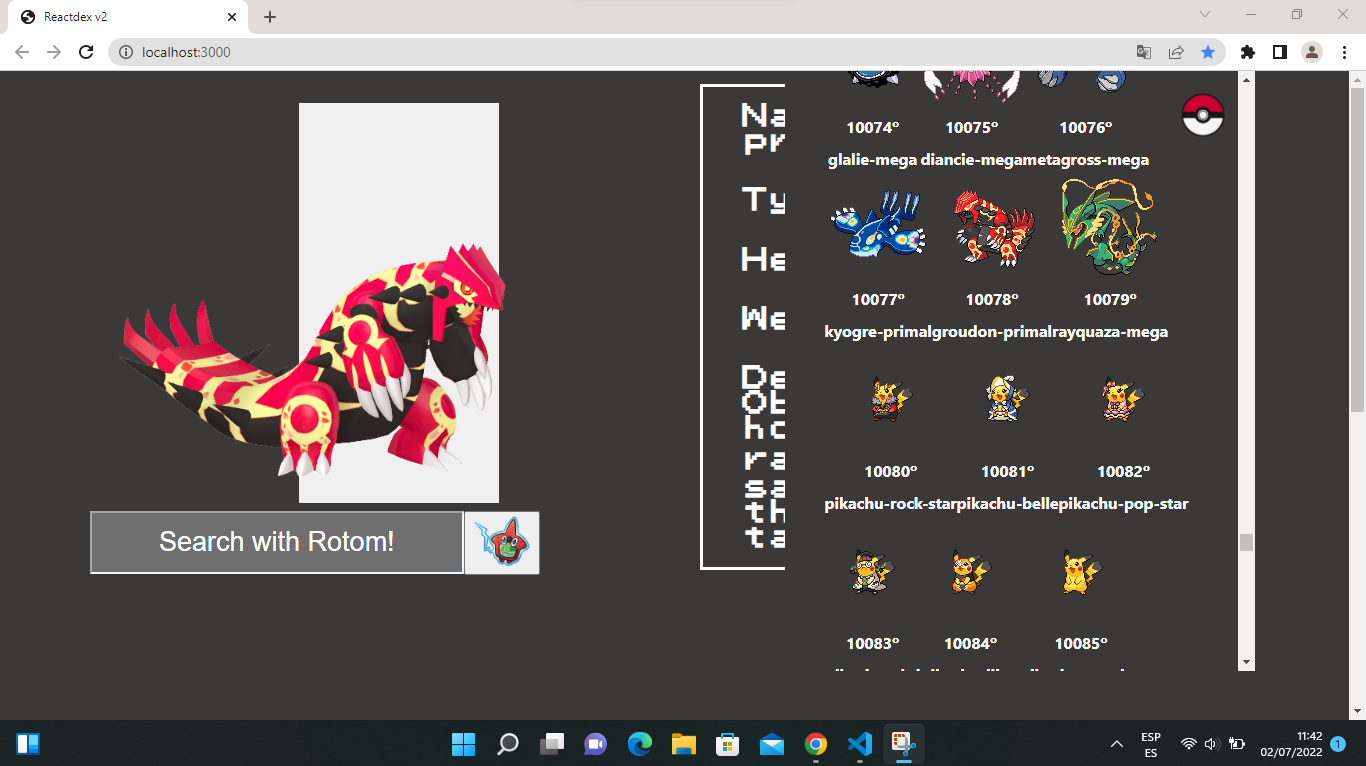 Reactdex v2
localhost:3000
Na
pr
Ty
He
We
De
Ob
ho
ra
sa
th
ta
10074º 10075º 10076º
glalie-mega diancie-megametagross-mega
10077º 10078º 10079º
kyogre-primalgroudon-primalrayquaza-mega
10080º 10081º 10082º
pikachu-rock-starpikachu-bellepikachu-pop-star
10083º 10084º 10085º
Search with Rotom!
ESP
ES
11:42
02/07/2022
1